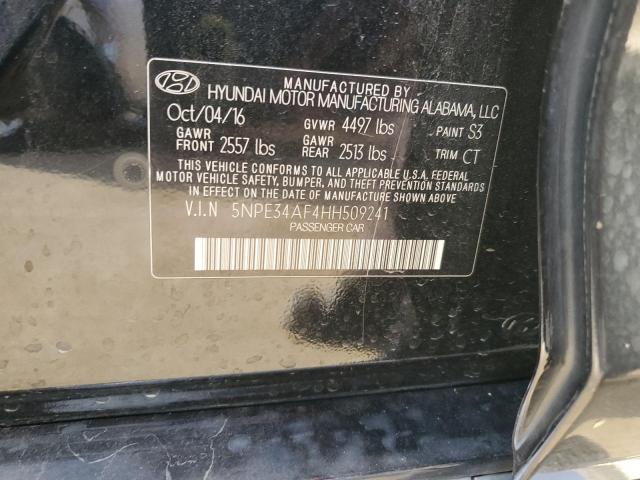 MANUFACTURED BY
HYUNDAI MOTOR MANUFACTURING ALABAMA, LLC
Oct/04/16 GVWR 4497 lbs PAINT S3
GAWR FRONT 2557 lbs GAWR REAR 2513 lbs TRIM CT
THIS VEHICLE CONFORMS TO ALL APPLICABLE U.S.A. FEDERAL
MOTOR VEHICLE SAFETY, BUMPER, AND THEFT PREVENTION STANDARDS
IN EFFECT ON THE DATE OF MANUFACTURE SHOWN ABOVE
V.I.N 5NPE34AF4HH509241
PASSENGER CAR